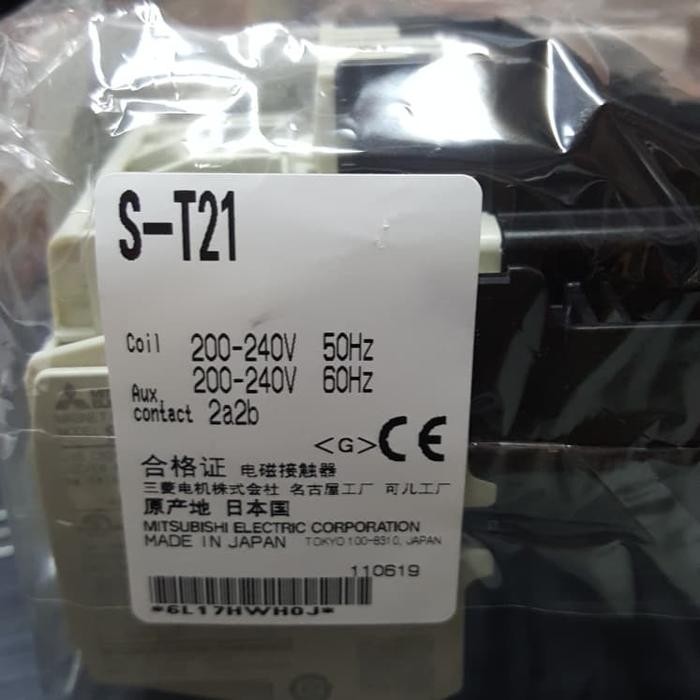 S-T21
Coil 200-240V 50Hz
200-240V 60Hz
Aux. contact 2a2b
<G> CE
合格证 电磁接触器
三菱电机株式会社 名古屋工厂 可儿工厂
原产地 日本国
MITSUBISHI ELECTRIC CORPORATION
MADE IN JAPAN TOKYO 100-8310, JAPAN
110619
*6L17HWH0J*